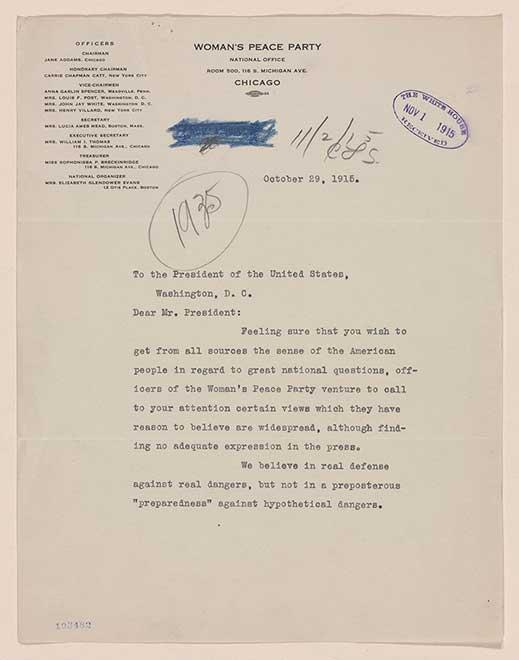 OFFICERS
CHAIRMAN
JANE ADDAMS, CHICAGO
HONORARY CHAIRMAN
CARRIE CHAPMAN CATT, NEW YORK CITY
VICE-CHAIRMEN
ANNA GARLIN SPENCER, MEADVILLE, PENN.
MRS. LOUIS F. POST, WASHINGTON, D. C.
MRS. JOHN JAY WHITE, WASHINGTON D. C.
MRS. HENRY VILLARD, NEW YORK CITY
SECRETARY
MRS. LUCIA AMES MEAD, BOSTON, MASS.
EXECUTIVE SECRETARY
MRS. WILLIAM I. THOMAS
116 S. MICHIGAN AVE., CHICAGO
TREASURER
MISS SOPHONISBA P. BRECKINRIDGE
116 S. MICHIGAN AVE., CHICAGO
NATIONAL ORGANIZER
MRS. ELIZABETH GLENDOWER EVANS
12 OTIS PLACE, BOSTON
WOMAN'S PEACE PARTY
NATIONAL OFFICE
ROOM 500, 116 S. MICHIGAN AVE.
CHICAGO
THE WHITE HOUSE
NOV 1 1915
RECEIVED
11/2/15
October 29, 1915.
1935
To the President of the United States,
Washington, D. C.
Dear Mr. President:
Feeling sure that you wish to
get from all sources the sense of the American
people in regard to great national questions, off-
icers of the Woman's Peace Party venture to call
to your attention certain views which they have
reason to believe are widespread, although find-
ing no adequate expression in the press.
We believe in real defense
against real dangers, but not in a preposterous
"preparedness" against hypothetical dangers.
103482